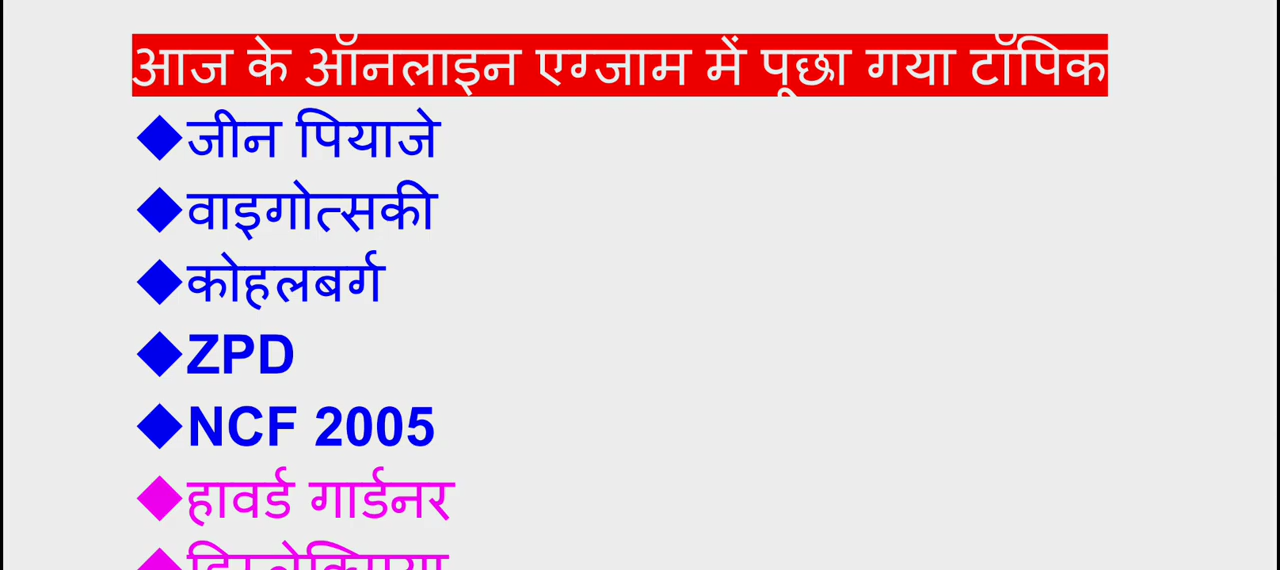 आज के ऑनलाइन एग्जाम में पूछा गया टॉपिक
◆जीन पियाजे
◆वाइगोत्सकी
◆कोहलबर्ग
◆ZPD
◆NCF 2005
◆हावर्ड गार्डनर